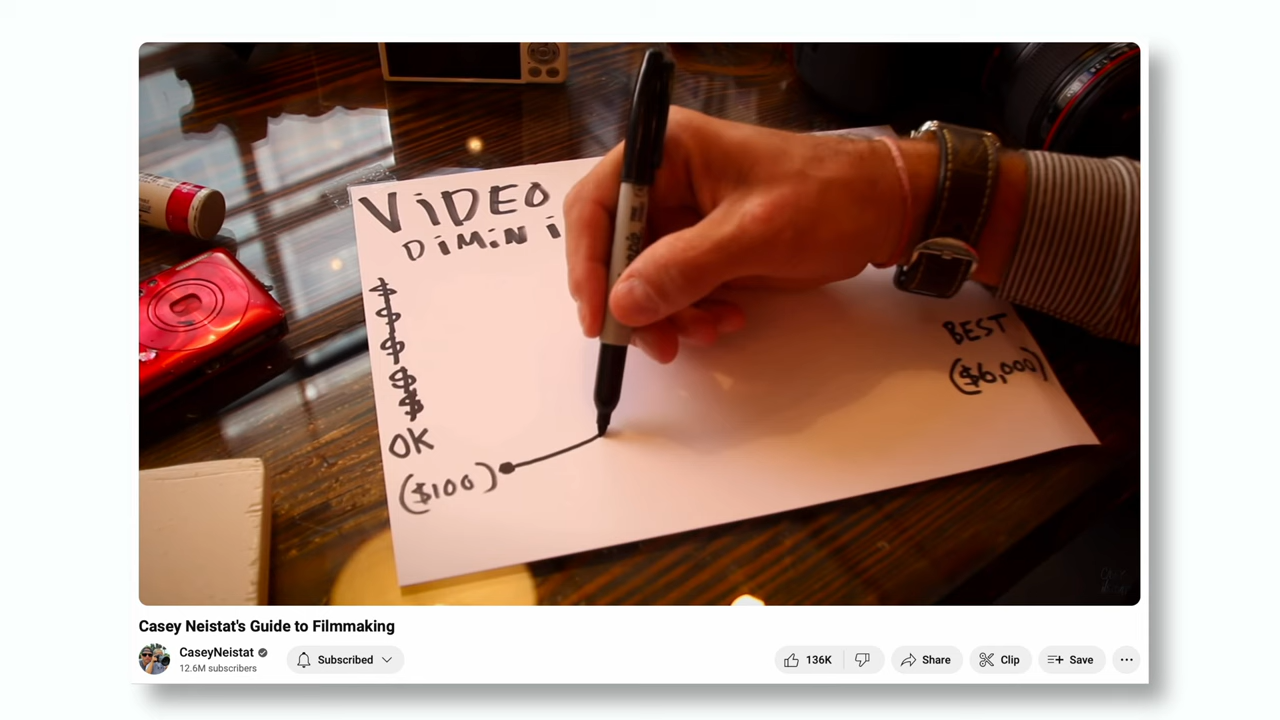 VIDEO
DIMINI
$
$
$
$
$
OK
($100)
BEST
($6,000)
Casey Neistat's Guide to Filmmaking
CaseyNeistat
12.6M subscribers
Subscribed
136K
Share
Clip
Save